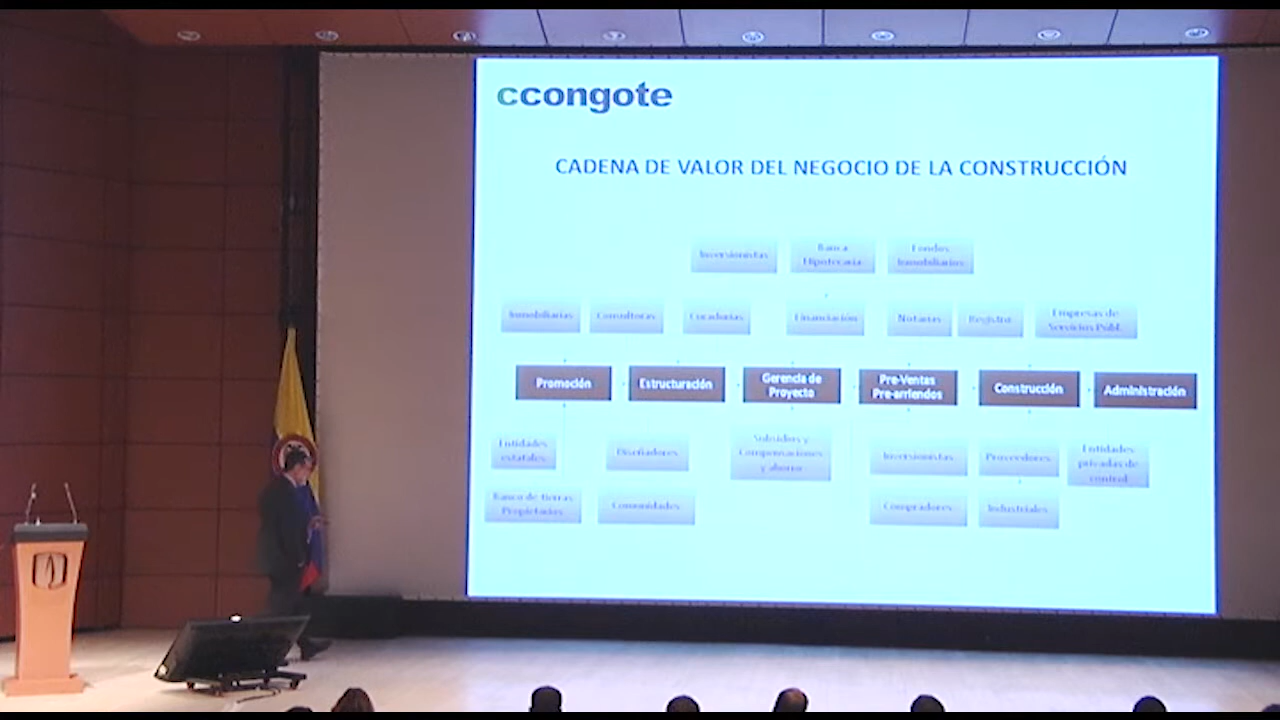 ccongote
CADENA DE VALOR DEL NEGOCIO DE LA CONSTRUCCIÓN
Inversionistas
Banca
Hipotecaria
Fondos
Inmobiliarios
Inmobiliarias
Consultoras
Curadurías
Financiación
Notarías
Registro
Empresas de
Servicios Públ.
Promoción
Estructuración
Gerencia de
Proyecto
Pre-Ventas
Pre-arriendos
Construcción
Administración
Entidades
estatales
Diseñadores
Subsidios y
Compensaciones
y ahorro
Inversionistas
Proveedores
Entidades
privadas de
control
Banco de tierras
Propietarios
Comunidades
Compradores
Industriales